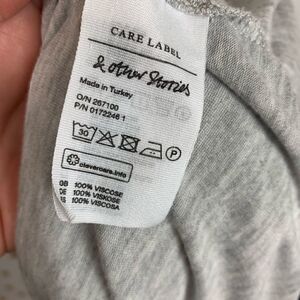 CARE LABEL
& Other Stories
Made in Turkey
O/N 267100
P/N 0172246 1
30 P
clevercare.info
GB 100% VISCOSE
DE 100% VISKOSE
ES 100% VISCOSA